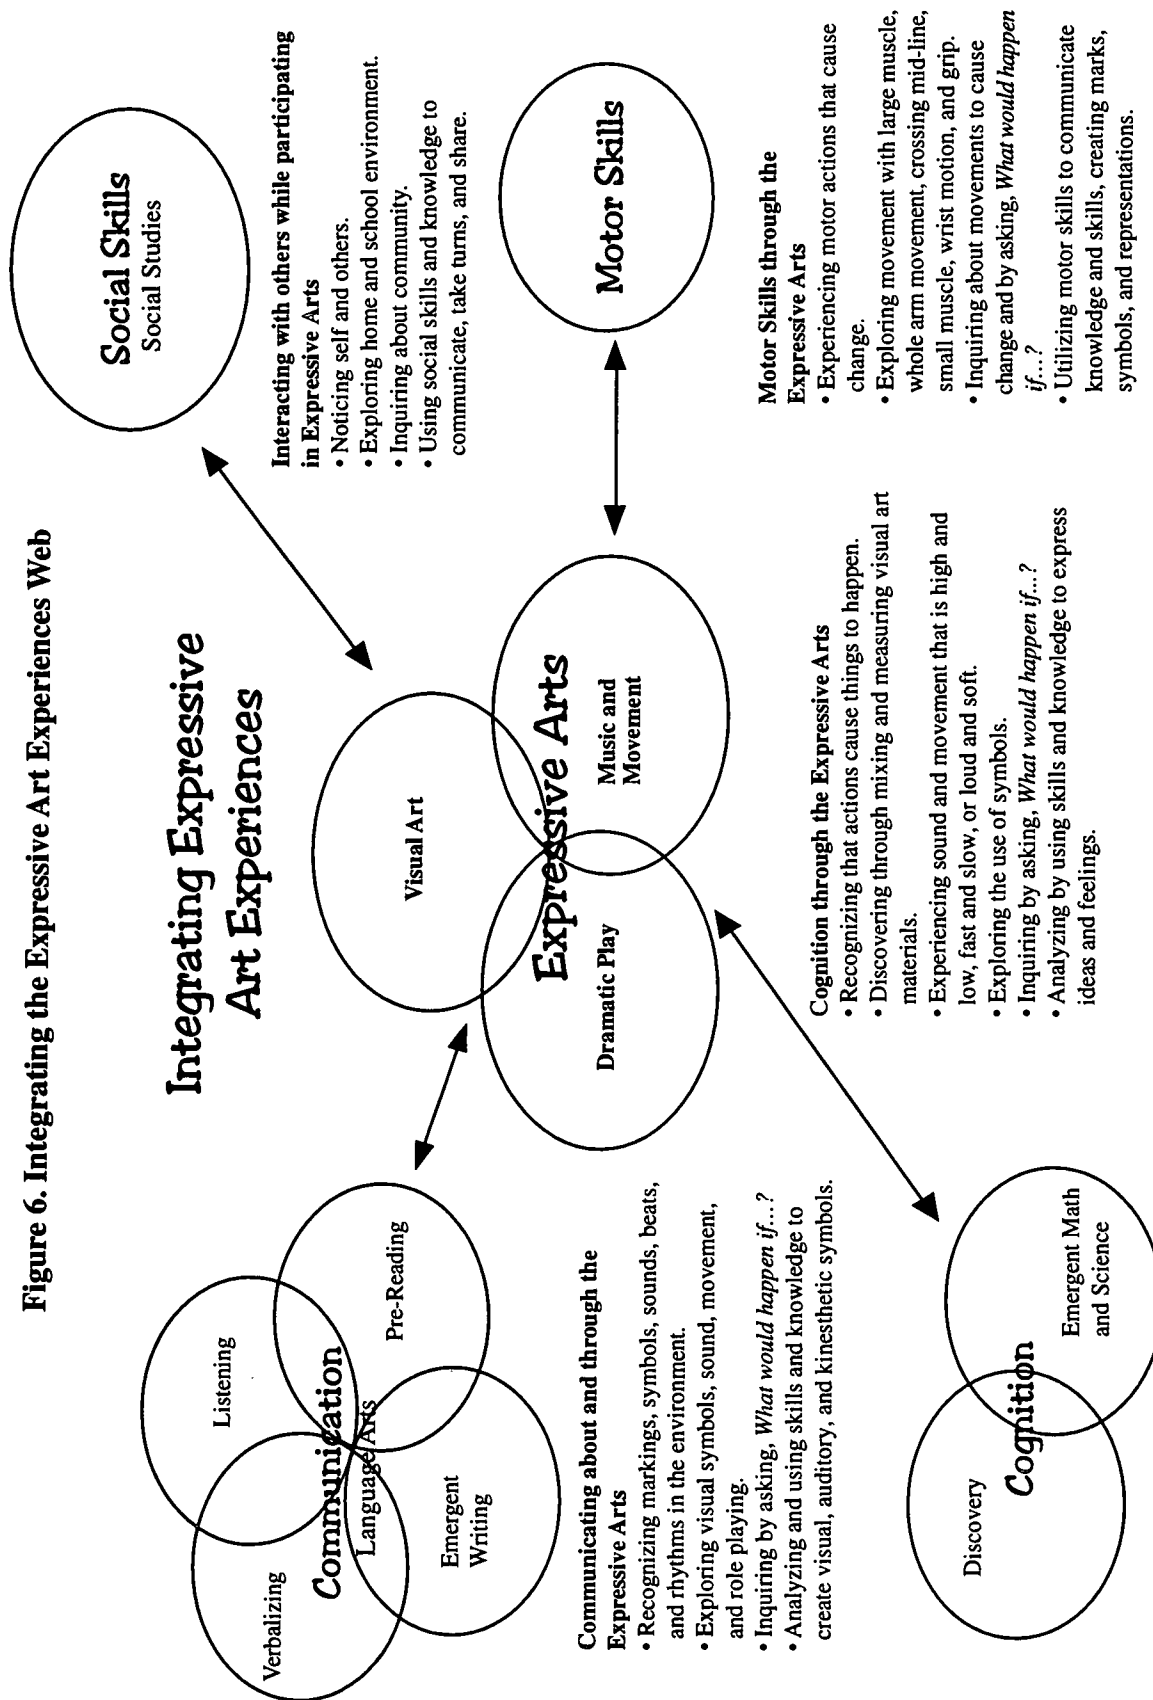 Figure 6. Integrating the Expressive Art Experiences Web
Integrating Expressive
Art Experiences
Listening
Verbalizing
Communication
Language Arts
Pre-Reading
Emergent
Writing
Communicating about and through the
Expressive Arts
• Recognizing markings, symbols, sounds, beats,
and rhythms in the environment.
• Exploring visual symbols, sound, movement,
and role playing.
• Inquiring by asking, What would happen if...?
• Analyzing and using skills and knowledge to
create visual, auditory, and kinesthetic symbols.
Discovery
Cognition
Emergent Math
and Science
Visual Art
Expressive Arts
Dramatic Play
Music and
Movement
Cognition through the Expressive Arts
• Recognizing that actions cause things to happen.
• Discovering through mixing and measuring visual art
materials.
• Experiencing sound and movement that is high and
low, fast and slow, or loud and soft.
• Exploring the use of symbols.
• Inquiring by asking, What would happen if...?
• Analyzing by using skills and knowledge to express
ideas and feelings.
Social Skills
Social Studies
Interacting with others while participating
in Expressive Arts
• Noticing self and others.
• Exploring home and school environment.
• Inquiring about community.
• Using social skills and knowledge to
communicate, take turns, and share.
Motor Skills
Motor Skills through the
Expressive Arts
• Experiencing motor actions that cause
change.
• Exploring movement with large muscle,
whole arm movement, crossing mid-line,
small muscle, wrist motion, and grip.
• Inquiring about movements to cause
change and by asking, What would happen
if...?
• Utilizing motor skills to communicate
knowledge and skills, creating marks,
symbols, and representations.